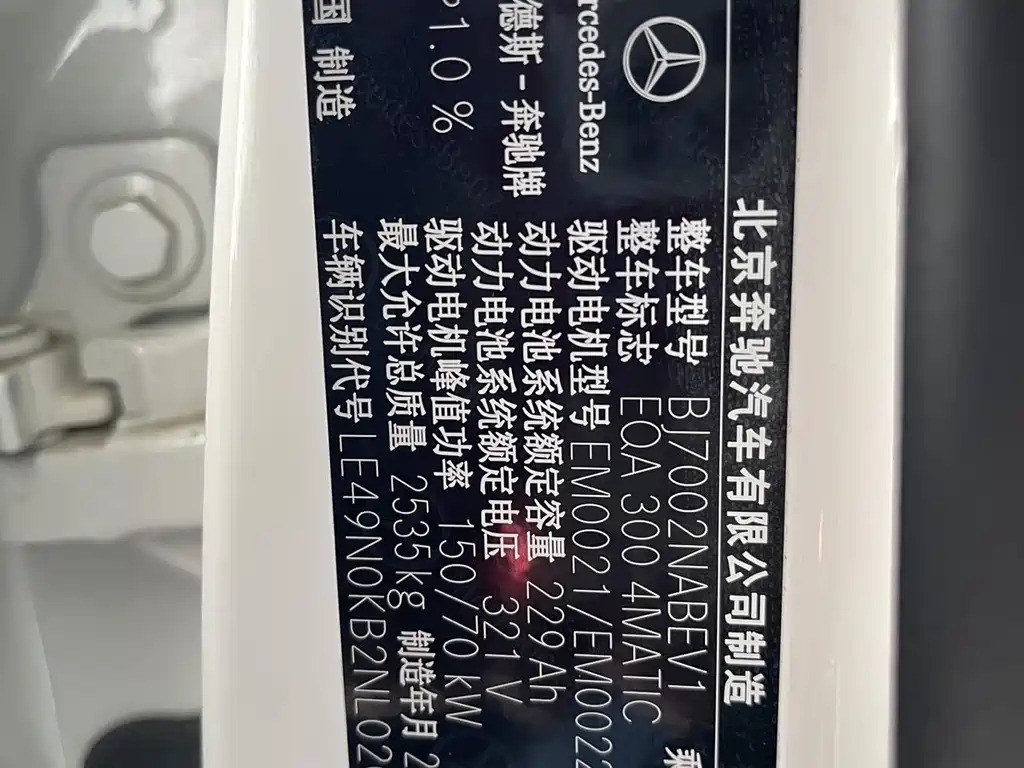 北京奔驰汽车有限公司制造
整车型号 BJ7002NABEV1
整车标志 EQA 300 4MATIC
驱动电机型号 EM0021/EM0022
动力电池系统额定容量 229Ah
动力电池系统额定电压 321V
驱动电机峰值功率 150/70kW
最大允许总质量 2535kg 制造年月
车辆识别代号 LE49N0KB2NL02
Mercedes-Benz
德斯-奔驰牌
1.0 %
国 制造
乘